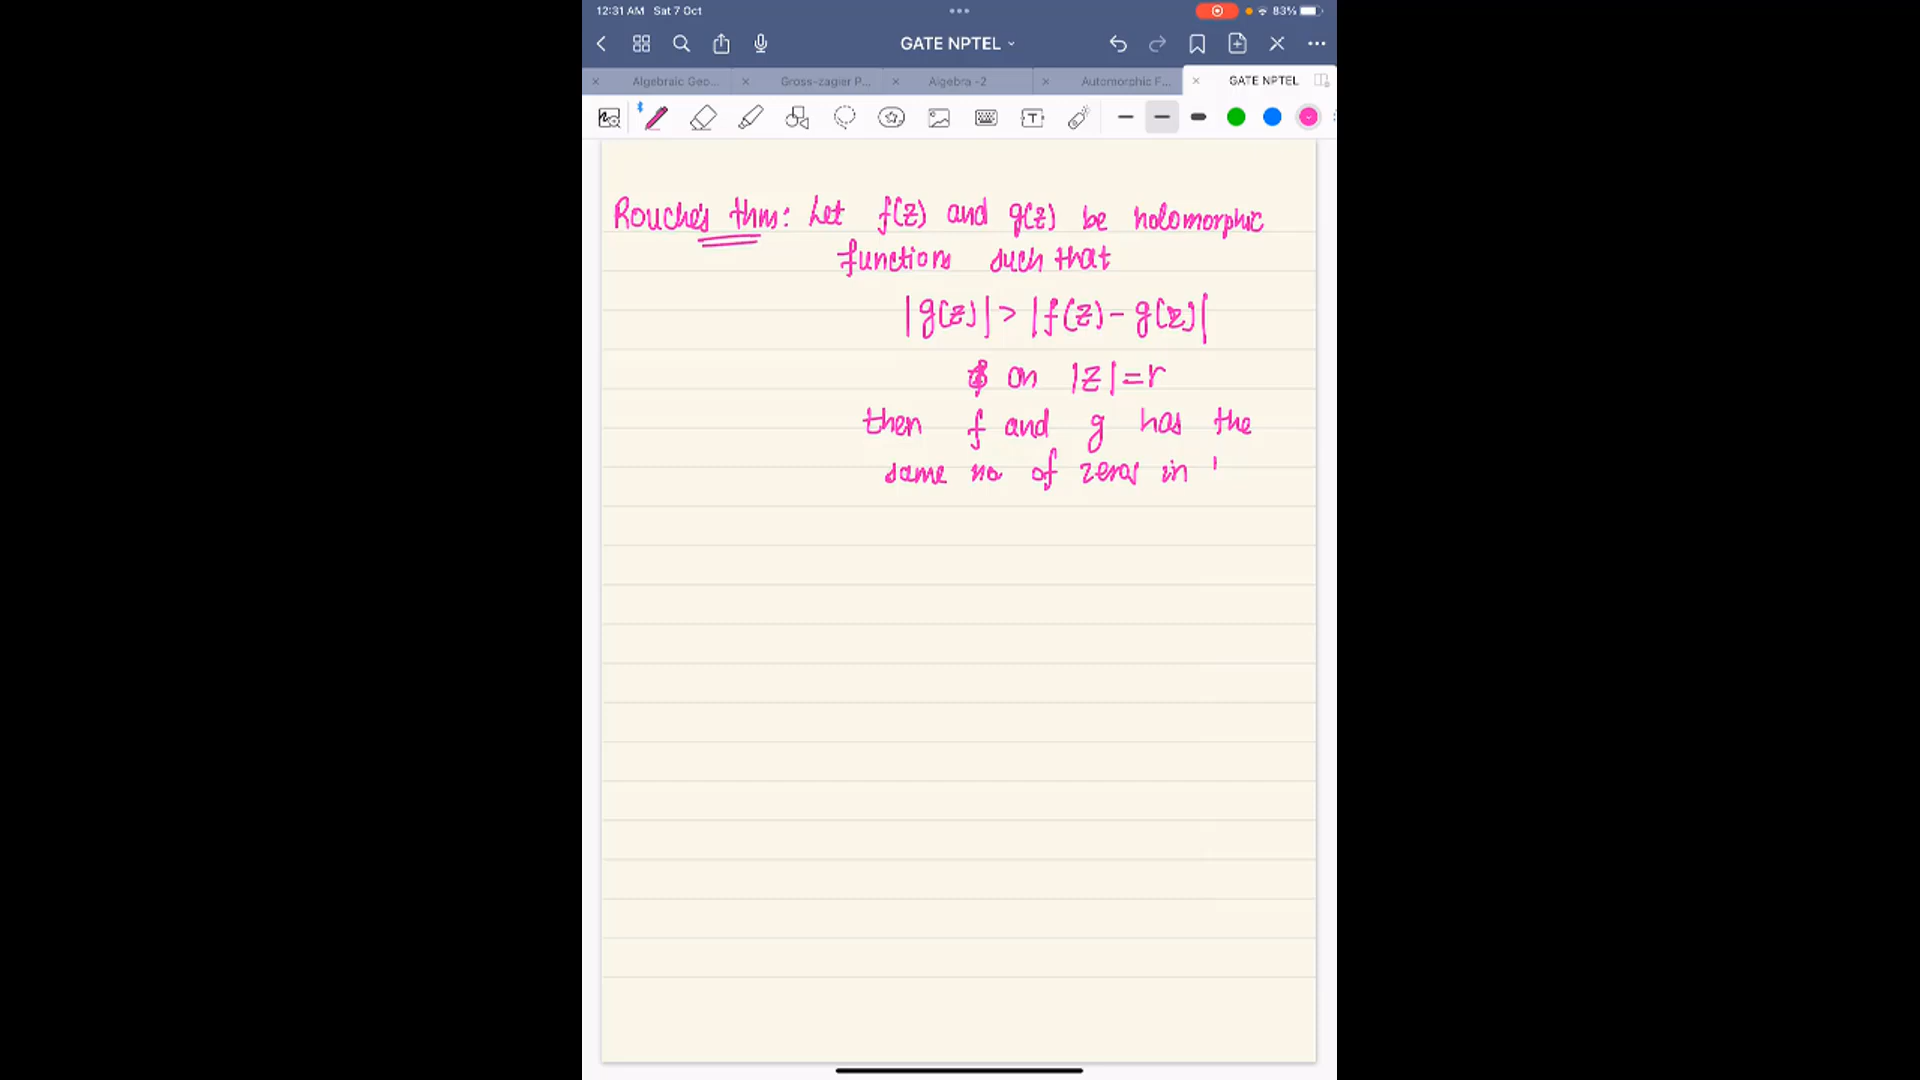 12:31 AM Sat 7 Oct
83%
GATE NPTEL
Algebraic Geo...
Gross-zagier P...
Algebra -2
Automorphic F...
GATE NPTEL
Rouche's thm: Let f(z) and g(z) be holomorphic
functions such that
|g(z)| > |f(z) - g(z)|
on |z| = r
then f and g has the
same no of zeros in